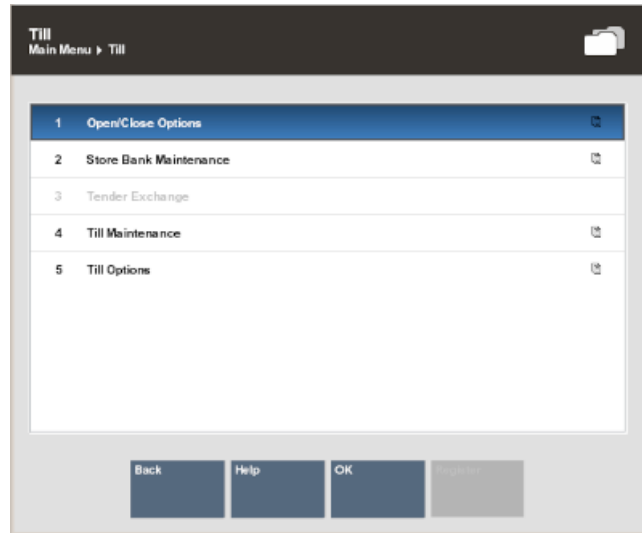 Till
Main Menu ▸ Till
1 Open/Close Options
2 Store Bank Maintenance
3 Tender Exchange
4 Till Maintenance
5 Till Options
Back Help OK Register